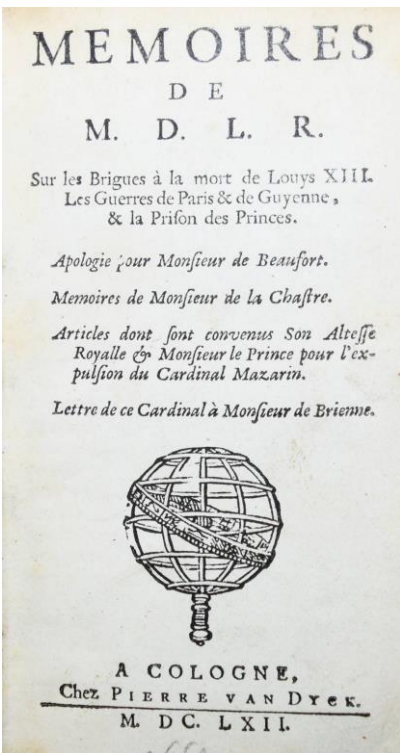 MEMOIRES
DE
M. D. L. R.
Sur les Brigues à la mort de Louys XIII.
Les Guerres de Paris & de Guyenne,
& la Priſon des Princes.
Apologie pour Monſieur de Beaufort.
Memoires de Monſieur de la Chaſtre.
Articles dont ſont convenus Son Alteſſe
Royalle & Monſieur le Prince pour l'ex-
pulſion du Cardinal Mazarin.
Lettre de ce Cardinal à Monſieur de Brienne.
A COLOGNE,
Chez PIERRE VAN DYCK.
M. DC. LXII.